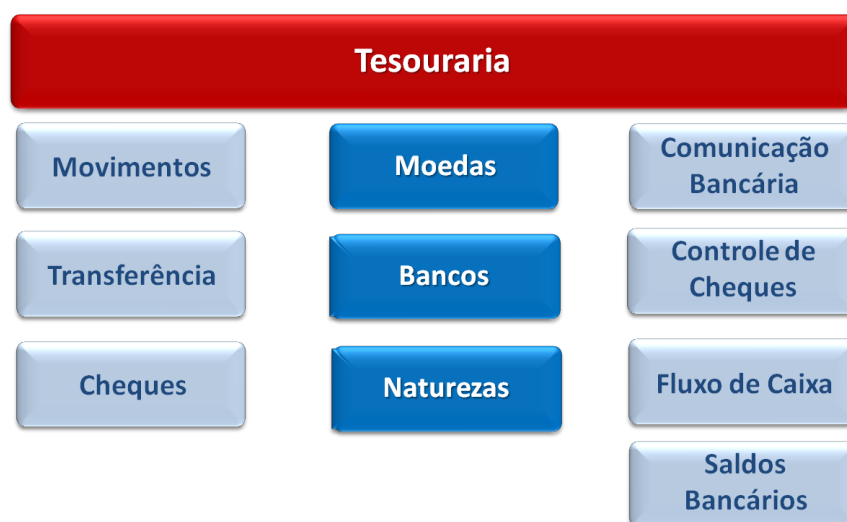 Tesouraria
Movimentos
Moedas
Comunicação
Bancária
Transferência
Bancos
Controle de
Cheques
Cheques
Naturezas
Fluxo de Caixa
Saldos
Bancários